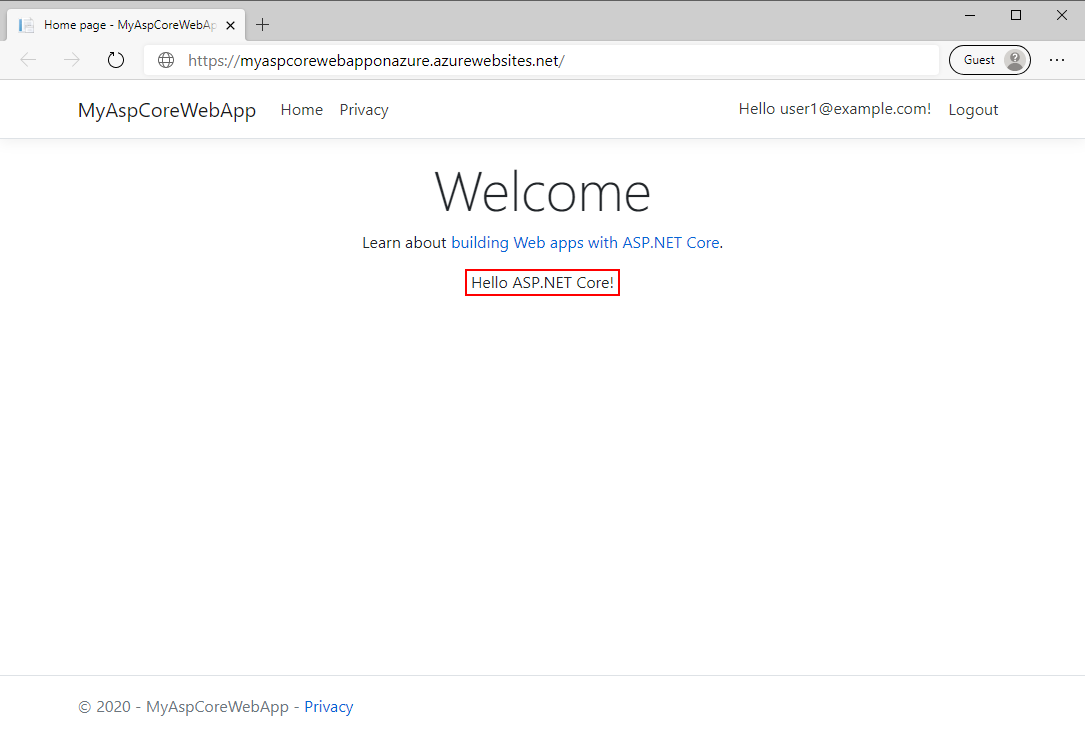 Home page - MyAspCoreWebAp
https://myaspcorewebapponazure.azurewebsites.net/
Guest
MyAspCoreWebApp Home Privacy Hello user1@example.com! Logout
Welcome
Learn about building Web apps with ASP.NET Core.
Hello ASP.NET Core!
© 2020 - MyAspCoreWebApp - Privacy